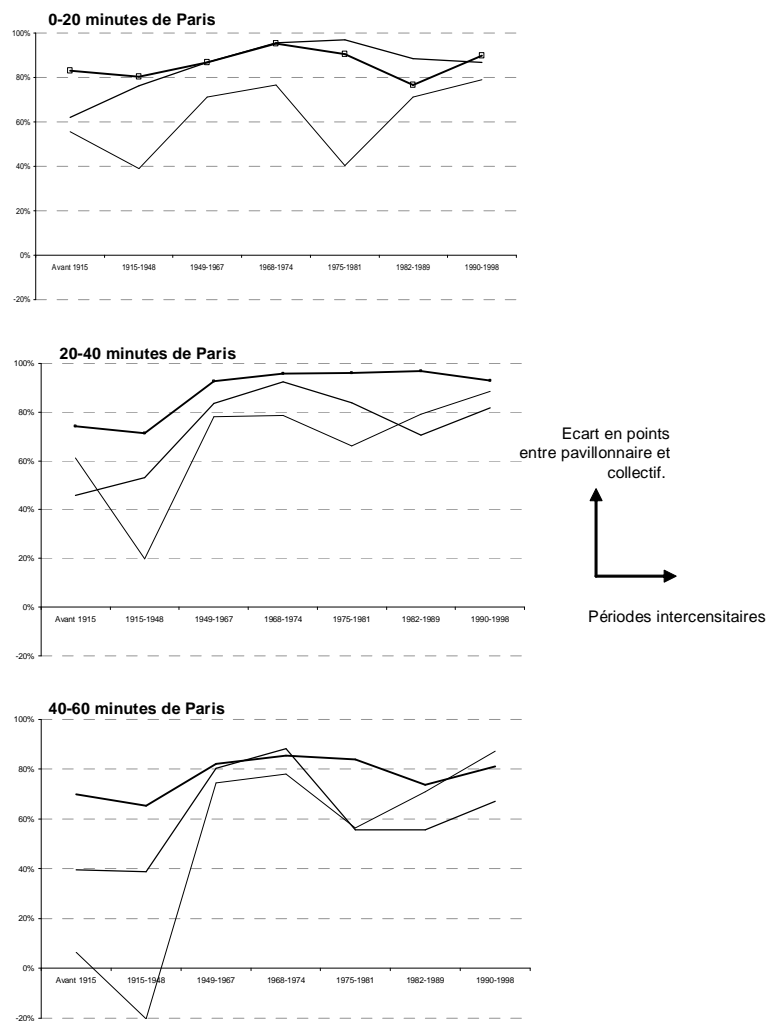 0-20 minutes de Paris
100%
80%
60%
40%
20%
0%
Avant 1915 1915-1948 1949-1967 1968-1974 1975-1981 1982-1989 1990-1998
-20%
20-40 minutes de Paris
100%
80%
60%
40%
20%
0%
Avant 1915 1915-1948 1949-1967 1968-1974 1975-1981 1982-1989 1990-1998
-20%
Ecart en points
entre pavillonnaire et
collectif.
Périodes intercensitaires
40-60 minutes de Paris
100%
80%
60%
40%
20%
0%
Avant 1915 1915-1948 1949-1967 1968-1974 1975-1981 1982-1989 1990-1998
-20%